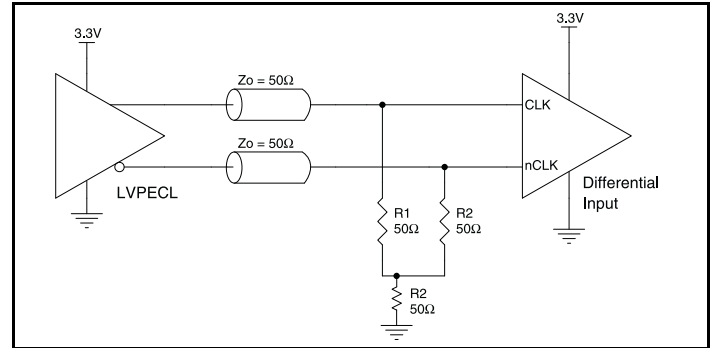 3.3V
3.3V
Zo = 50Ω
CLK
Zo = 50Ω
nCLK
LVPECL
Differential
Input
R1
50Ω
R2
50Ω
R2
50Ω